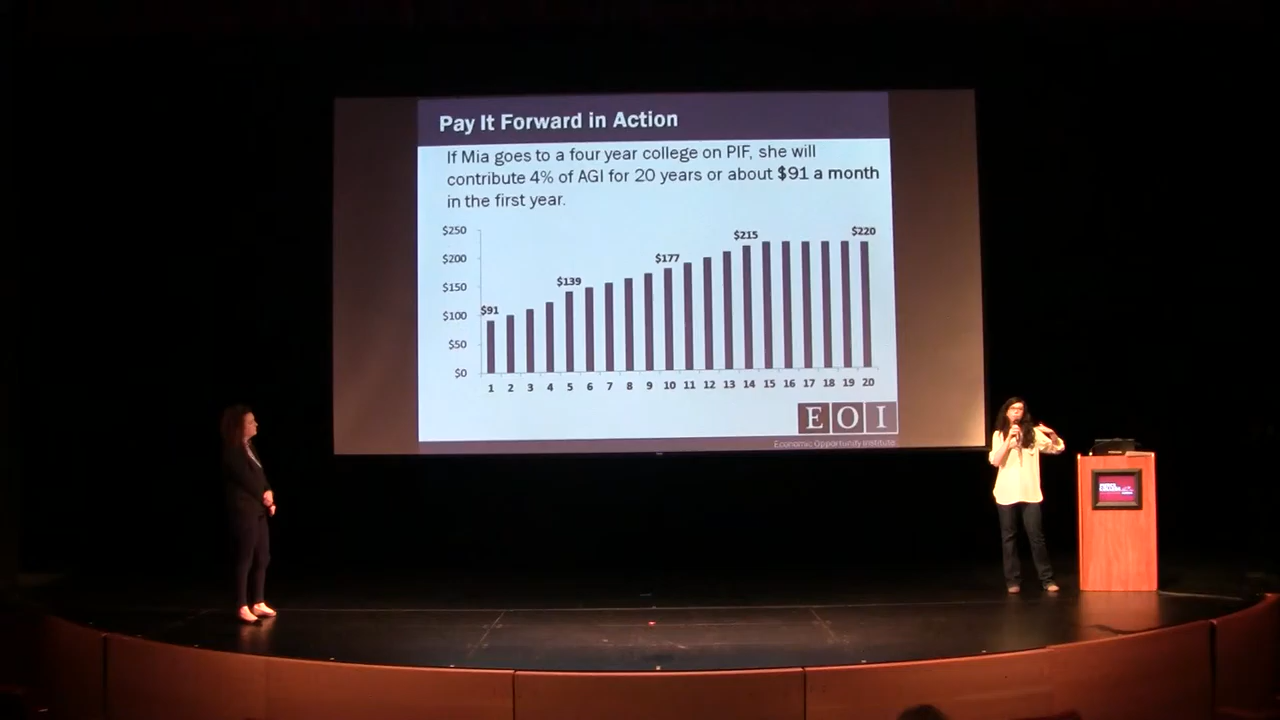 Pay It Forward in Action
If Mia goes to a four year college on PIF, she will
contribute 4% of AGI for 20 years or about $91 a month
in the first year.
$250
$200
$150
$100
$50
$0
$91
$139
$177
$215
$220
1 2 3 4 5 6 7 8 9 10 11 12 13 14 15 16 17 18 19 20
EOI
Economic Opportunity Institute